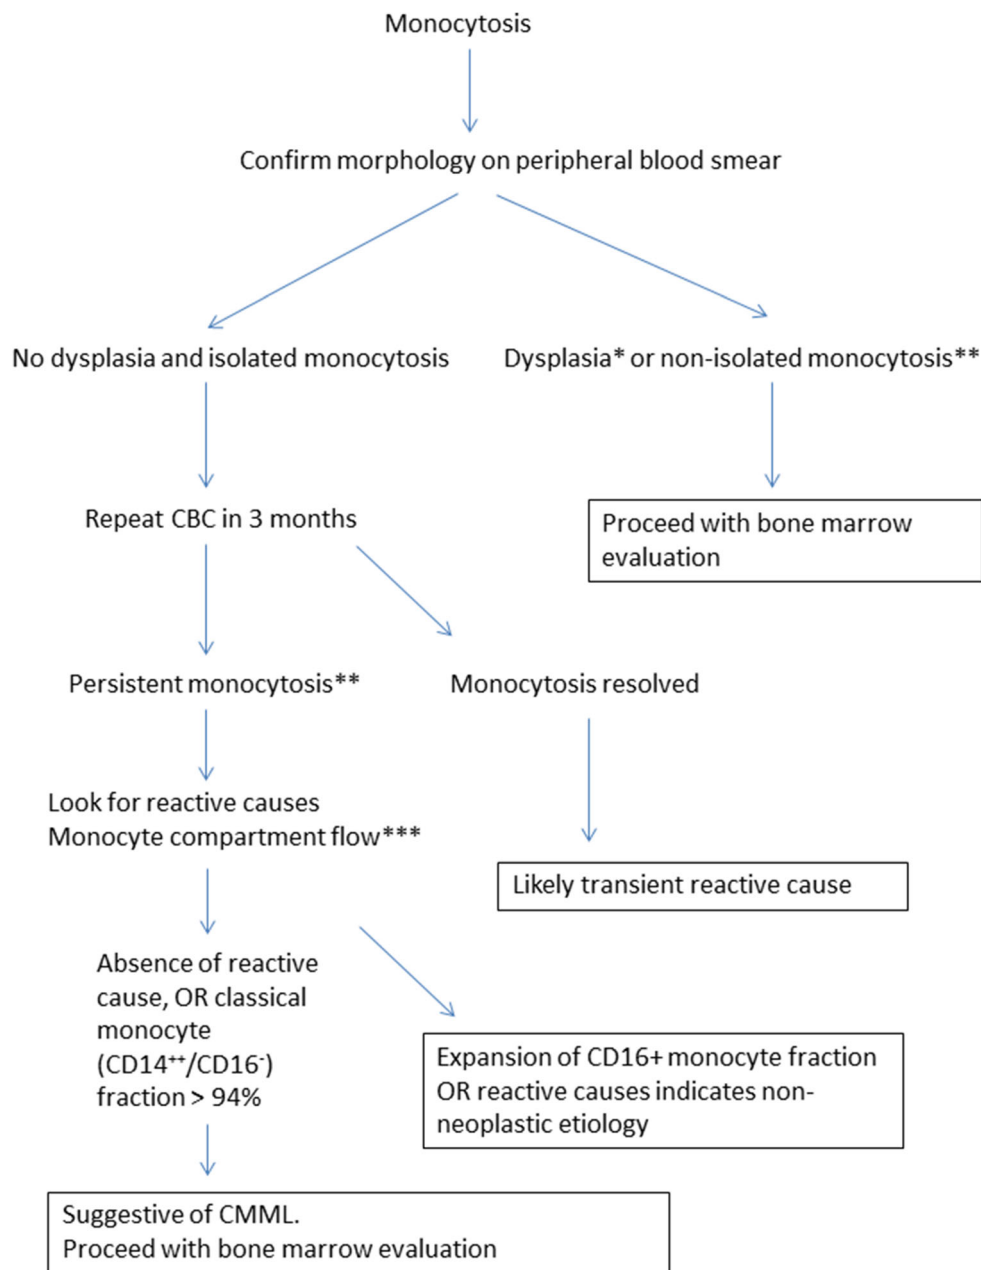 Monocytosis
Confirm morphology on peripheral blood smear
No dysplasia and isolated monocytosis
Dysplasia* or non-isolated monocytosis**
Repeat CBC in 3 months
Proceed with bone marrow
evaluation
Persistent monocytosis**
Monocytosis resolved
Look for reactive causes
Monocyte compartment flow***
Likely transient reactive cause
Absence of reactive
cause, OR classical
monocyte
(CD14⁺⁺/CD16⁻)
fraction > 94%
Expansion of CD16+ monocyte fraction
OR reactive causes indicates non-
neoplastic etiology
Suggestive of CMML.
Proceed with bone marrow evaluation